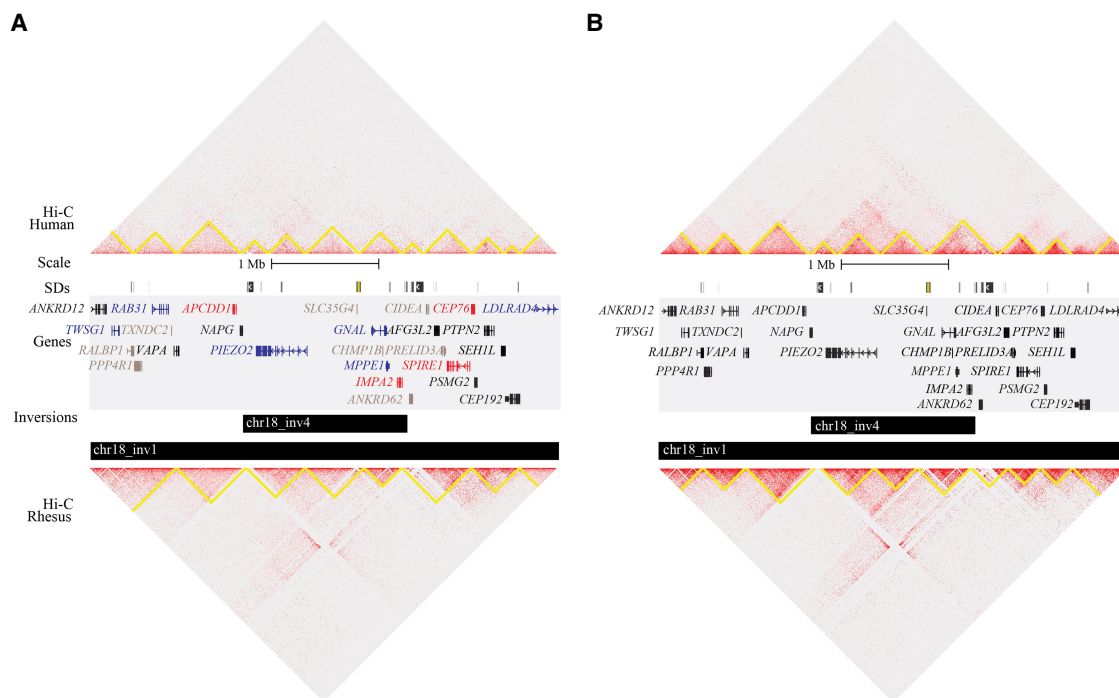 A
Hi-C
Human
Scale
1 Mb
SDs
Genes
ANKRD12 RAB31 APCDD1 SLC35G4 CIDEA CEP76 LDLRAD4
TWSG1 TXNDC2 NAPG GNAL AFG3L2 PTPN2
RALBP1 VAPA PIEZO2 CHMP1B PRELID3A SEH1L
PPP4R1 MPPE1 SPIRE1
IMPA2 PSMG2
ANKRD62 CEP192
Inversions
chr18_inv4
chr18_inv1
Hi-C
Rhesus
B
1 Mb
ANKRD12 RAB31 APCDD1 SLC35G4 CIDEA CEP76 LDLRAD4
TWSG1 TXNDC2 NAPG GNAL AFG3L2 PTPN2
RALBP1 VAPA PIEZO2 CHMP1B PRELID3A SEH1L
PPP4R1 MPPE1 SPIRE1
IMPA2 PSMG2
ANKRD62 CEP192
chr18_inv4
chr18_inv1